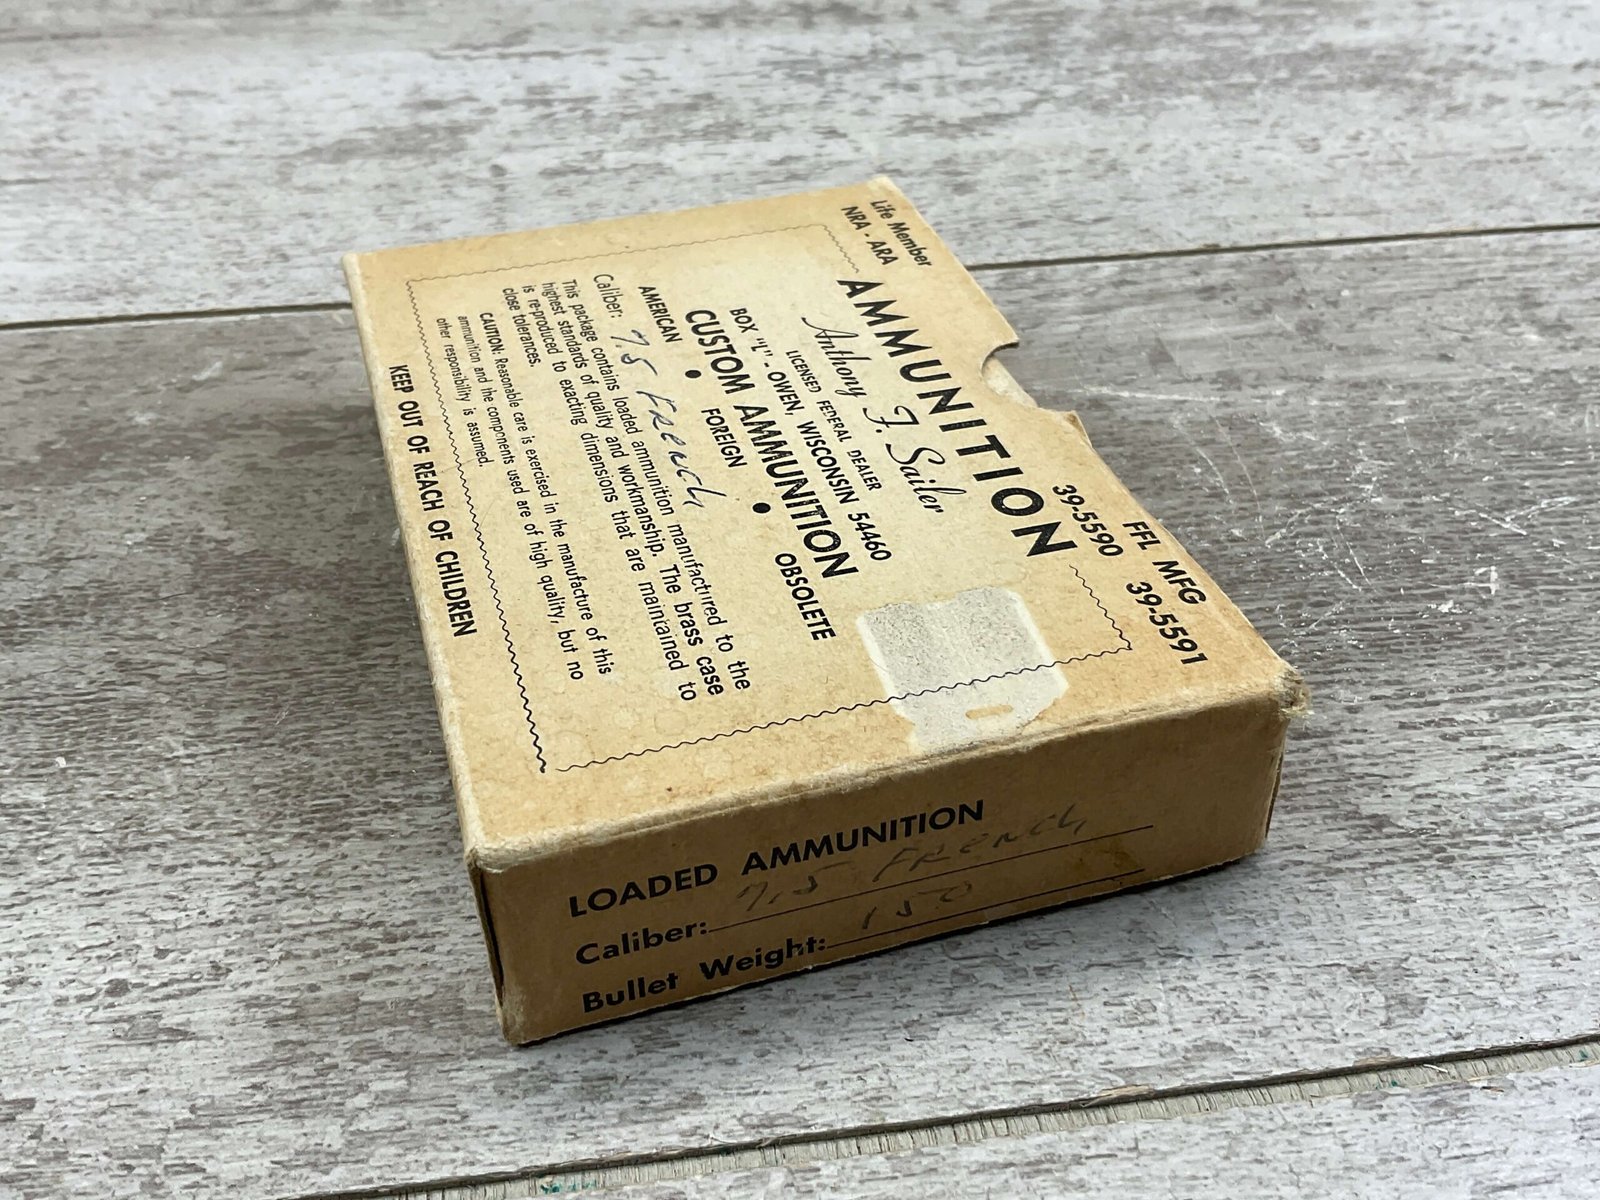 Life Member
NRA - ARA
FFL MFG
39-5590 39-5591
AMMUNITION
Anthony F. Sailer
LICENSED FEDERAL DEALER
BOX "L" - OWEN, WISCONSIN 54460
CUSTOM AMMUNITION
AMERICAN • FOREIGN • OBSOLETE
Caliber: 7.5 FRENCH
This package contains loaded ammunition manufactured to the
highest standards of quality and workmanship. The brass case
is re-produced to exacting dimensions that are maintained to
close tolerances.
CAUTION: Reasonable care is exercised in the manufacture of this
ammunition and the components used are of high quality, but no
other responsibility is assumed.
KEEP OUT OF REACH OF CHILDREN
LOADED AMMUNITION
Caliber: 7.5 FRENCH
Bullet Weight: 150